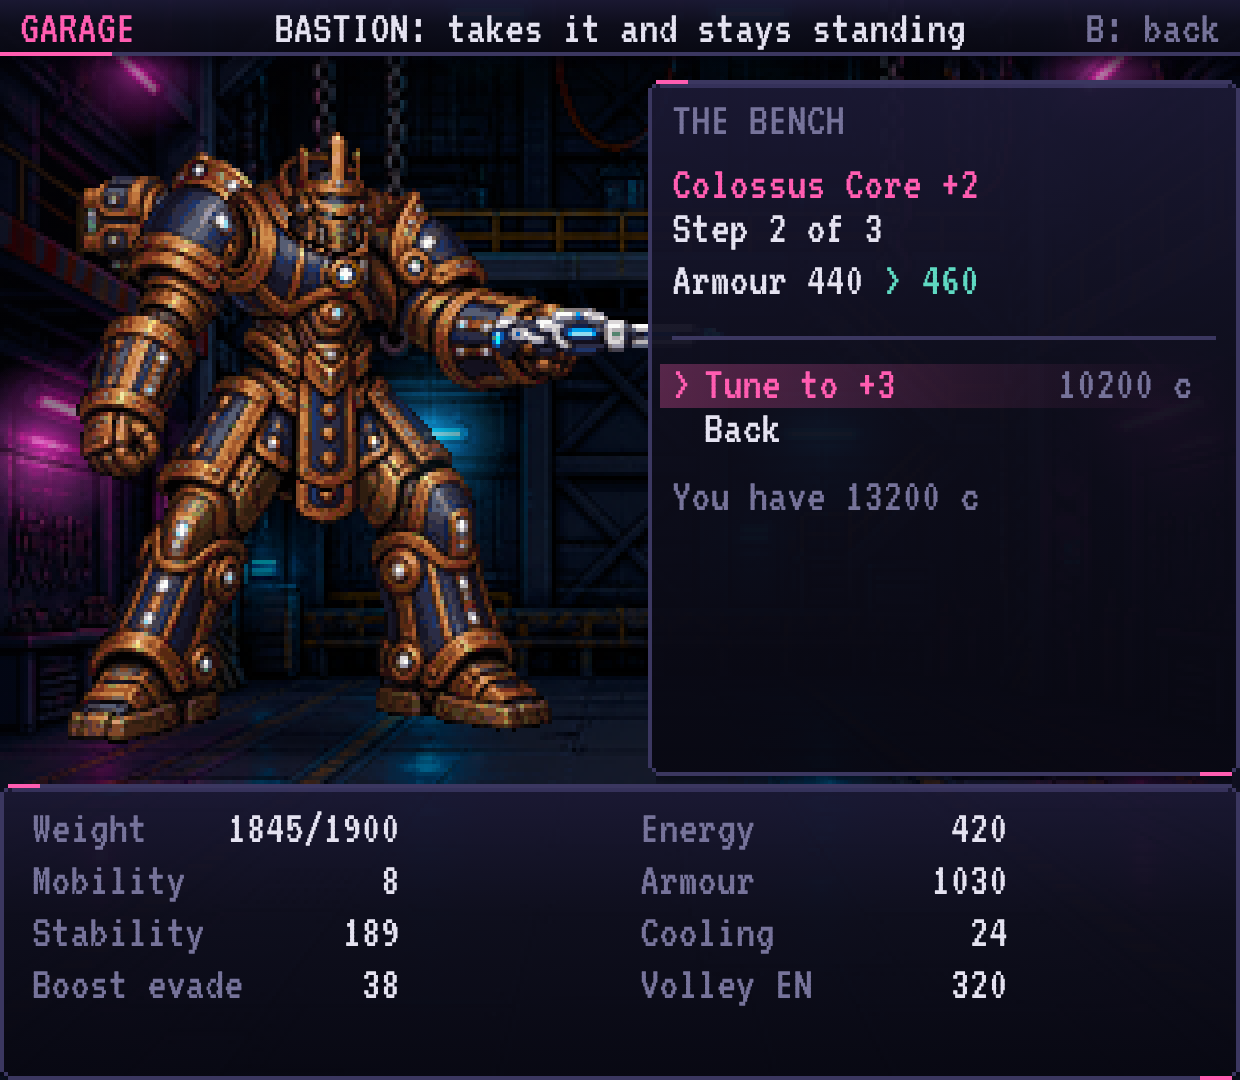 GARAGE BASTION: takes it and stays standing B: back
THE BENCH
Colossus Core +2
Step 2 of 3
Armour 440 > 460
> Tune to +3 10200 c
Back
You have 13200 c
Weight 1845/1900 Energy 420
Mobility 8 Armour 1030
Stability 189 Cooling 24
Boost evade 38 Volley EN 320